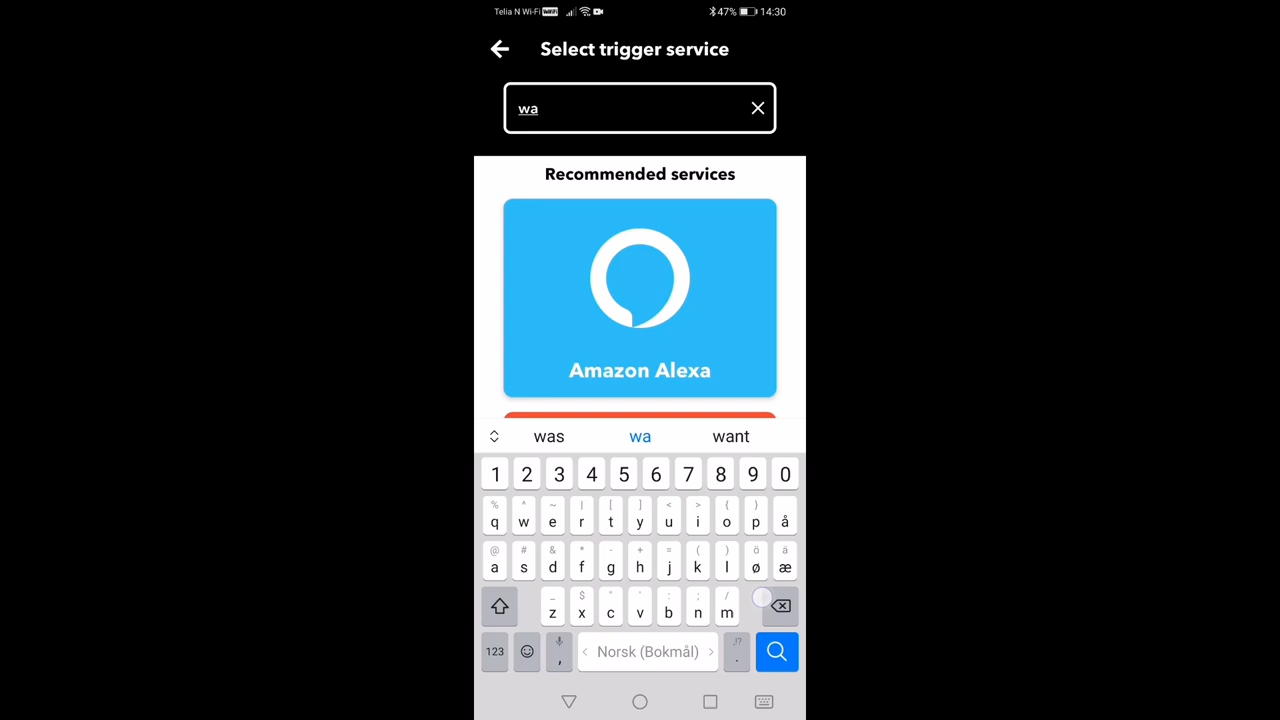 Telia N Wi-Fi 47% 14:30
Select trigger service
wa
Recommended services
Amazon Alexa
was wa want
1 2 3 4 5 6 7 8 9 0
% ^ ~ | [ ] < > { }
q w e r t y u i o p å
@ # & * - + = ( ) ö ä
a s d f g h j k l ø æ
_ $ " ' : ; /
z x c v b n m
123 , Norsk (Bokmål) ,!? .